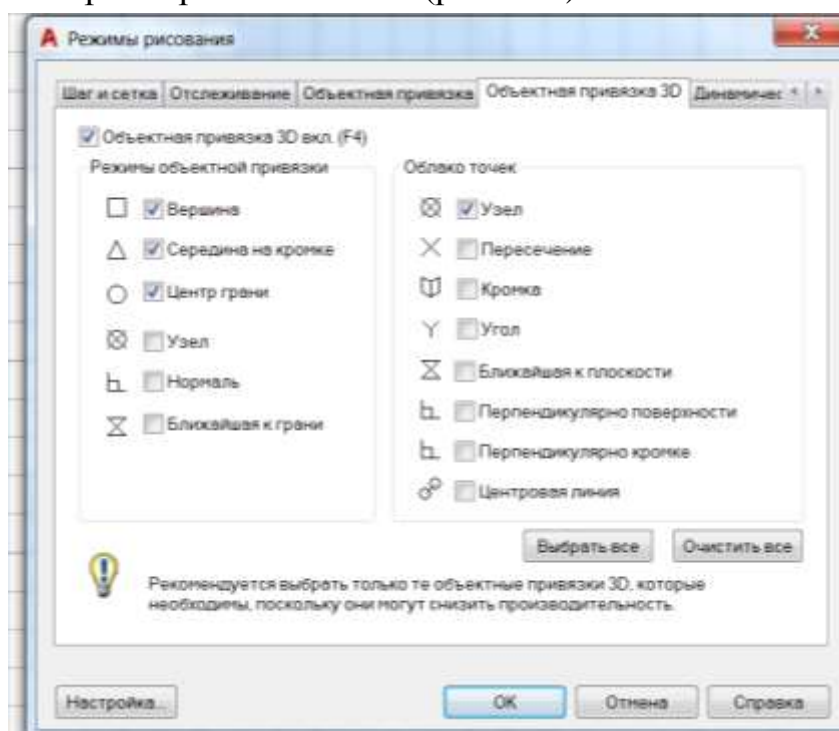 Режимы рисования
Шаг и сетка Отслеживание Объектная привязка Объектная привязка 3D Динамичес
Объектная привязка 3D вкл. (F4)
Режимы объектной привязки
Вершина
Середина на кромке
Центр грани
Узел
Нормаль
Ближайшая к грани
Облако точек
Узел
Пересечение
Кромка
Угол
Ближайшая к плоскости
Перпендикулярно поверхности
Перпендикулярно кромке
Центровая линия
Выбрать все Очистить все
Рекомендуется выбрать только те объектные привязки 3D, которые
необходимы, поскольку они могут снизить производительность.
Настройка... OK Отмена Справка